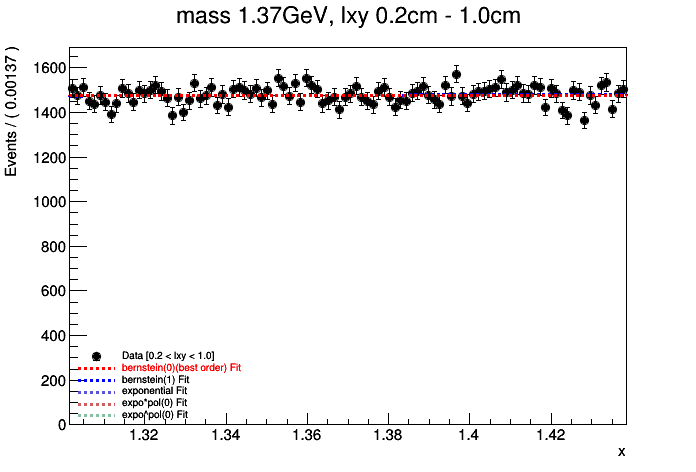 mass 1.37GeV, lxy 0.2cm - 1.0cm
Events / ( 0.00137 )
1600
1400
1200
1000
800
600
400
200
0
Data [0.2 < lxy < 1.0]
bernstein(0)(best order) Fit
bernstein(1) Fit
exponential Fit
expo*pol(0) Fit
expo^pol(0) Fit
1.32 1.34 1.36 1.38 1.4 1.42
x